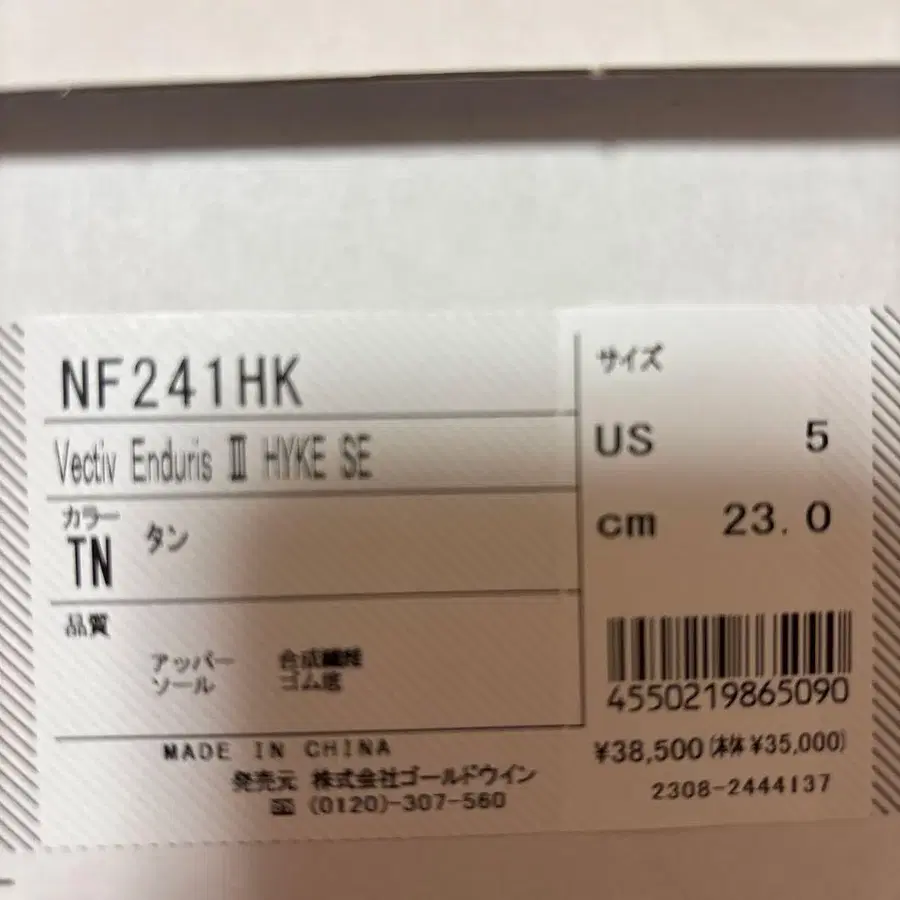 NF241HK
Vectiv Enduris Ⅲ HYKE SE
カラー
TN タン
品質
アッパー 合成繊維
ソール ゴム底
MADE IN CHINA
発売元 株式会社ゴールドウイン
(0120)-307-560
サイズ
US 5
cm 23.0
4550219865090
¥38,500(本体¥35,000)
2308-2444137